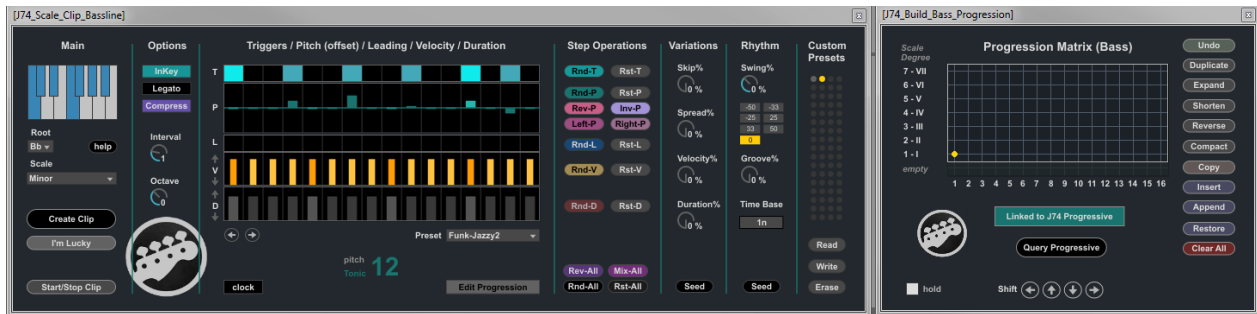 [J74_Scale_Clip_Bassline]
Main
Root
Bb
help
Scale
Minor
Create Clip
I'm Lucky
Start/Stop Clip
Options
InKey
Legato
Compress
Interval
1
Octave
0
Triggers / Pitch (offset) / Leading / Velocity / Duration
T
P
L
V
D
Preset Funk-Jazzy2
pitch
Tonic 12
clock
Edit Progression
Step Operations
Rnd-T Rst-T
Rnd-P Rst-P
Rev-P Inv-P
Left-P Right-P
Rnd-L Rst-L
Rnd-V Rst-V
Rnd-D Rst-D
Rev-All Mix-All
Rnd-All Rst-All
Variations
Skip%
0 %
Spread%
0 %
Velocity%
0 %
Duration%
0 %
Seed
Rhythm
Swing%
0 %
-50 -33
-25 25
33 50
0
Groove%
0 %
Time Base
1n
Seed
Custom
Presets
Read
Write
Erase
[J74_Build_Bass_Progression]
Progression Matrix (Bass)
Scale
Degree
7 - VII
6 - VI
5 - V
4 - IV
3 - III
2 - II
1 - I
empty
1 2 3 4 5 6 7 8 9 10 11 12 13 14 15 16
Linked to J74 Progressive
Query Progressive
hold
Shift
Undo
Duplicate
Expand
Shorten
Reverse
Compact
Copy
Insert
Append
Restore
Clear All